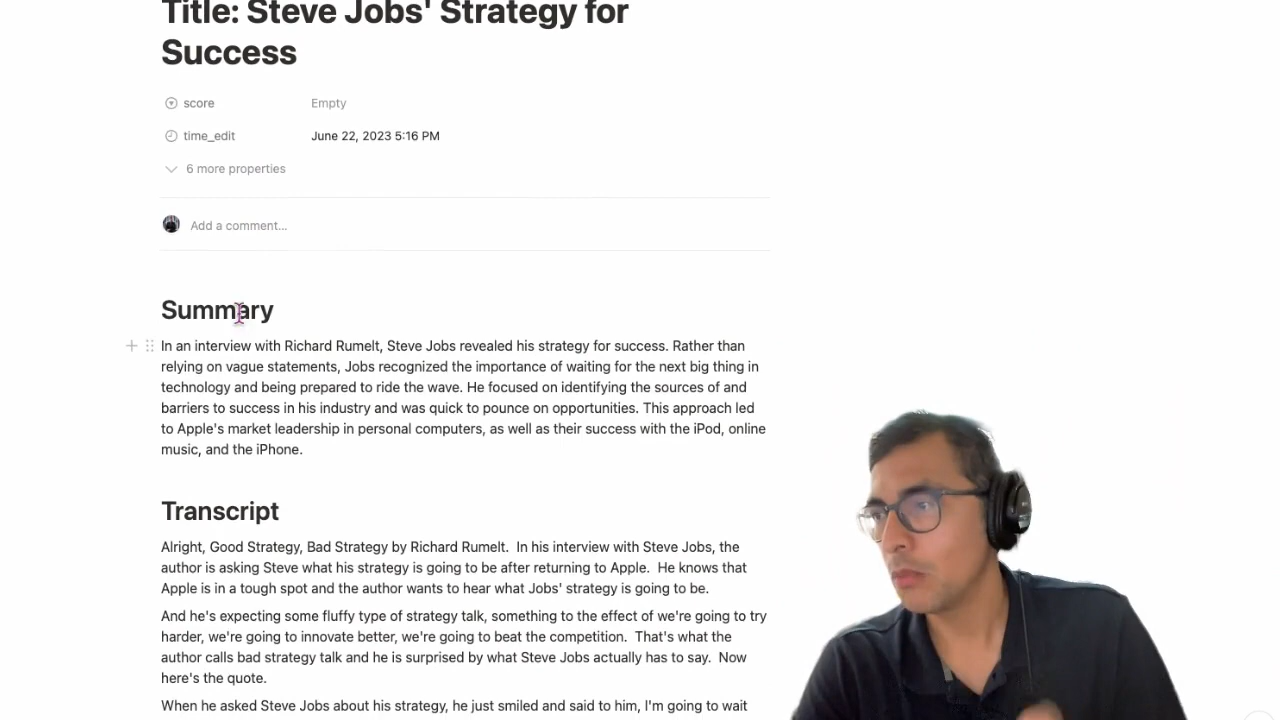 Title: Steve Jobs' Strategy for
Success
score Empty
time_edit June 22, 2023 5:16 PM
6 more properties
Add a comment...
Summary
In an interview with Richard Rumelt, Steve Jobs revealed his strategy for success. Rather than
relying on vague statements, Jobs recognized the importance of waiting for the next big thing in
technology and being prepared to ride the wave. He focused on identifying the sources of and
barriers to success in his industry and was quick to pounce on opportunities. This approach led
to Apple's market leadership in personal computers, as well as their success with the iPod, online
music, and the iPhone.
Transcript
Alright, Good Strategy, Bad Strategy by Richard Rumelt.  In his interview with Steve Jobs, the
author is asking Steve what his strategy is going to be after returning to Apple.  He knows that
Apple is in a tough spot and the author wants to hear what Jobs' strategy is going to be.
And he's expecting some fluffy type of strategy talk, something to the effect of we're going to try
harder, we're going to innovate better, we're going to beat the competition.  That's what the
author calls bad strategy talk and he is surprised by what Steve Jobs actually has to say.  Now
here's the quote.
When he asked Steve Jobs about his strategy, he just smiled and said to him, I'm going to wait